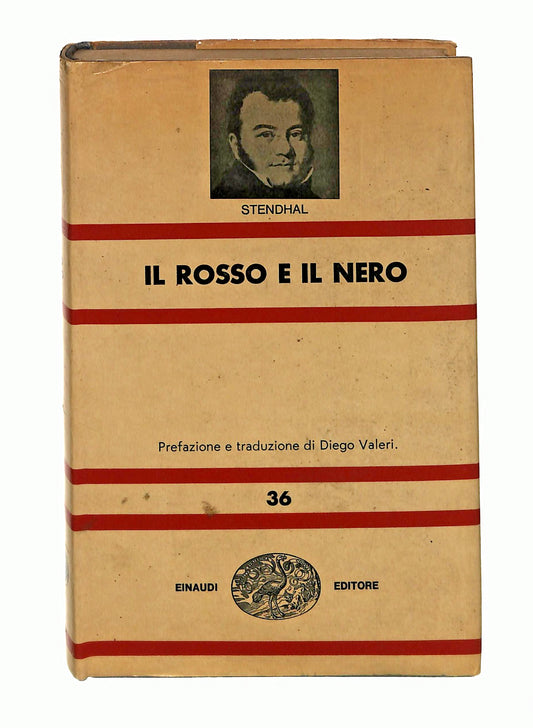 STENDHAL
IL ROSSO E IL NERO
Prefazione e traduzione di Diego Valeri.
36
EINAUDI EDITORE